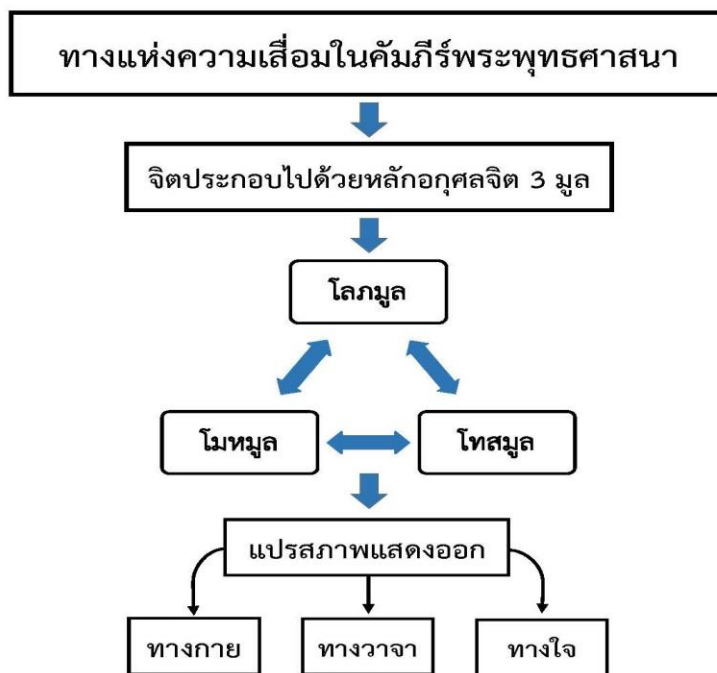 ทางแห่งความเสื่อมในคัมภีร์พระพุทธศาสนา
จิตประกอบไปด้วยหลักอกุศลจิต 3 มูล
โลภมูล
โมหมูล
โทสมูล
แปรสภาพแสดงออก
ทางกาย
ทางวาจา
ทางใจ